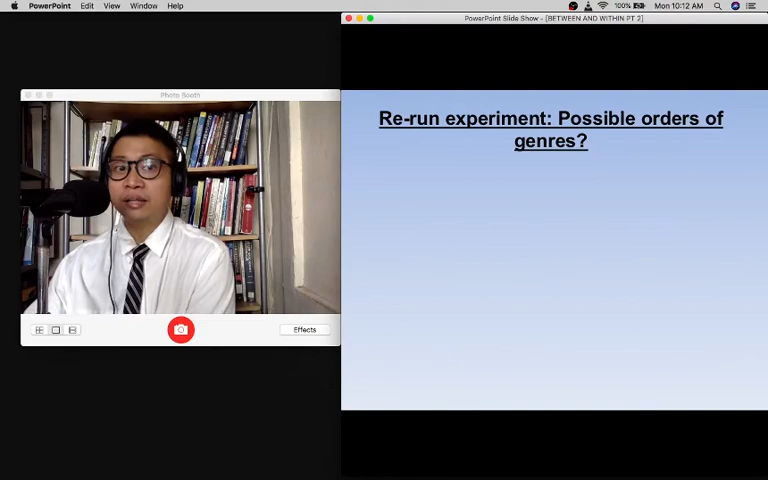 PowerPoint Edit View Window Help 100% Mon 10:12 AM
PowerPoint Slide Show - [BETWEEN AND WITHIN PT 2]
Photo Booth
Re-run experiment: Possible orders of
genres?
Effects